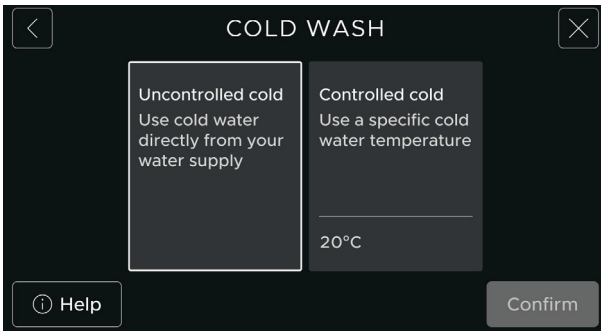 COLD WASH
Uncontrolled cold
Use cold water
directly from your
water supply
Controlled cold
Use a specific cold
water temperature
20°C
Help
Confirm